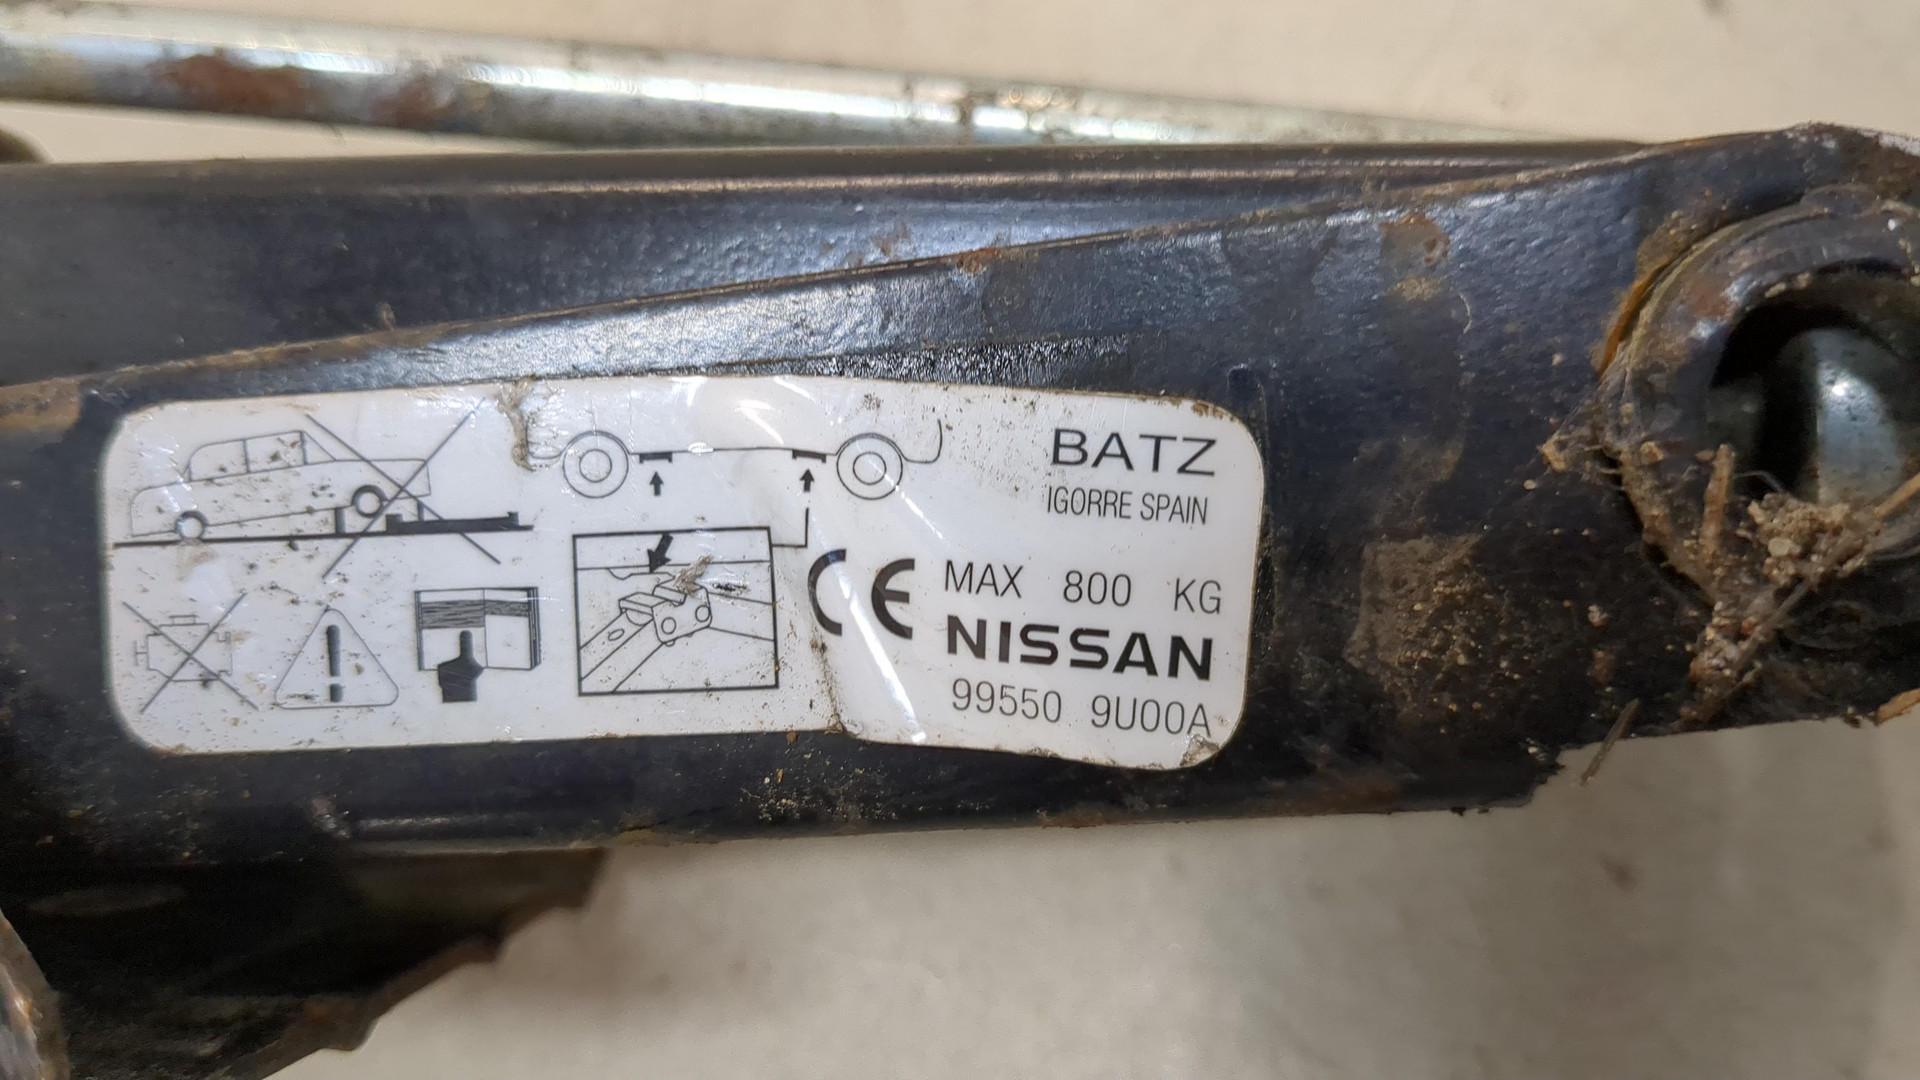 BATZ
IGORRE SPAIN
CE MAX 800 KG
NISSAN
99550 9U00A